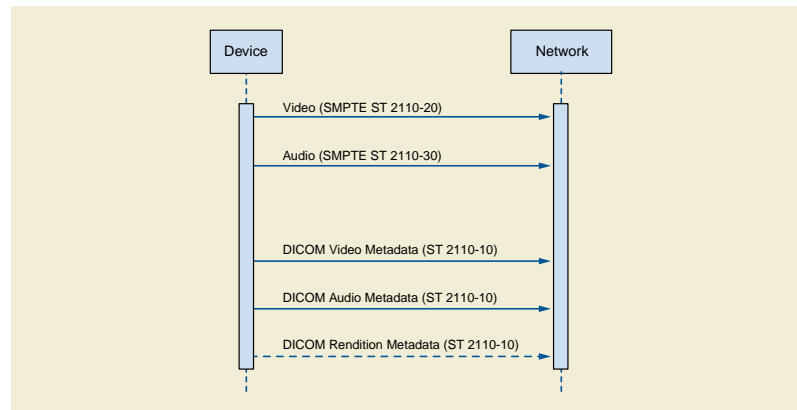 Device
Network
Video (SMPTE ST 2110-20)
Audio (SMPTE ST 2110-30)
DICOM Video Metadata (ST 2110-10)
DICOM Audio Metadata (ST 2110-10)
DICOM Rendition Metadata (ST 2110-10)